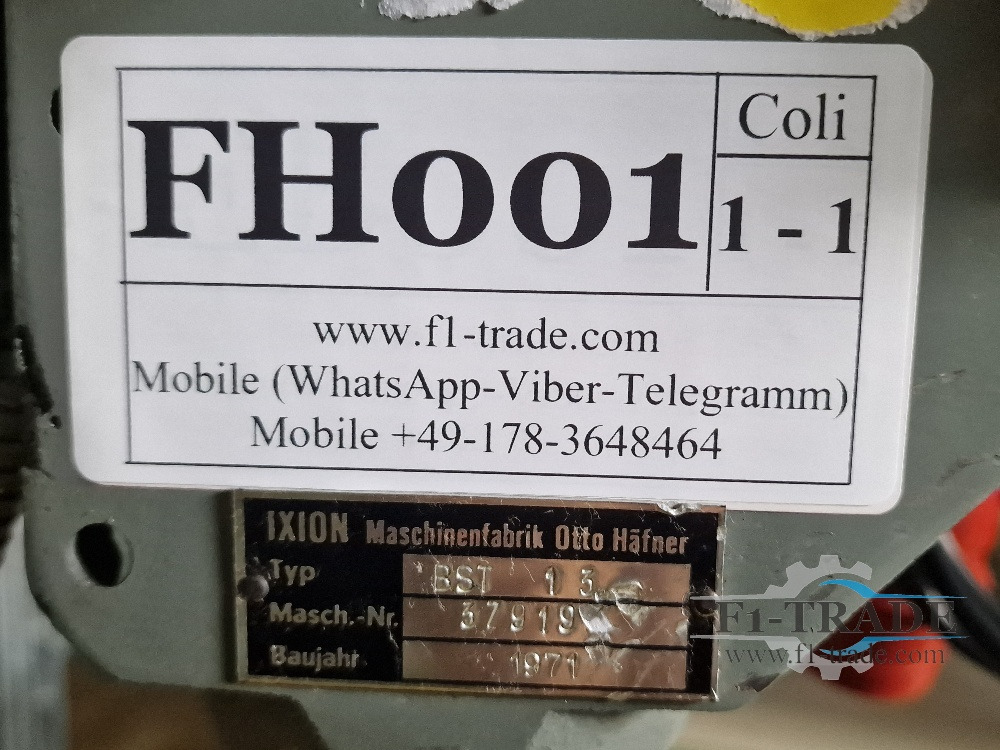 FH001
Coli
1 - 1
www.f1-trade.com
Mobile (WhatsApp-Viber-Telegramm)
Mobile +49-178-3648464
IXION Maschinenfabrik Otto Häfner
Typ BST 13
Masch.-Nr. 37919
Baujahr 1971
F1-TRADE
www.f1-trade.com